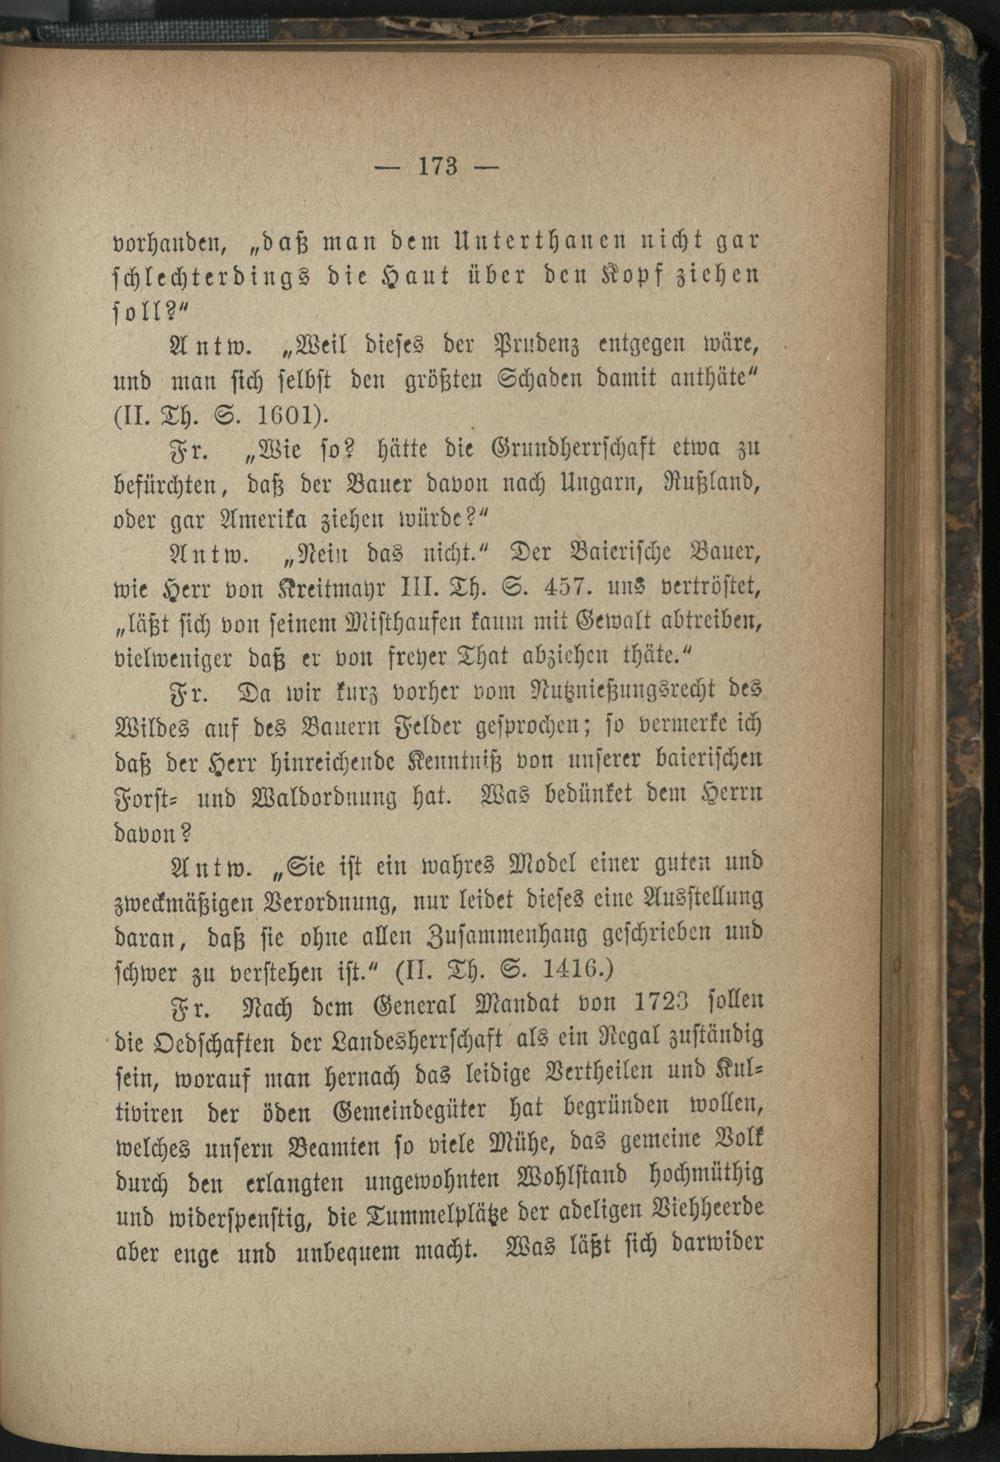 — 173 —
vorhanden, „daß man dem Unterthanen nicht gar
schlechterdings die Haut über den Kopf ziehen
soll?“
Antw. „Weil dieses der Prudenz entgegen wäre,
und man sich selbst den größten Schaden damit anthäte“
(II. Th. S. 1601).
Fr. „Wie so? hätte die Grundherrschaft etwa zu
befürchten, daß der Bauer davon nach Ungarn, Rußland,
oder gar Amerika ziehen würde?“
Antw. „Nein das nicht.“ Der Baierische Bauer,
wie Herr von Kreitmayr III. Th. S. 457. uns vertröstet,
„läßt sich von seinem Misthaufen kaum mit Gewalt abtreiben,
vielweniger daß er von freyer That abziehen thäte.“
Fr. Da wir kurz vorher vom Nutznießungsrecht des
Wildes auf des Bauern Felder gesprochen; so vermerke ich
daß der Herr hinreichende Kenntniß von unserer baierischen
Forst- und Waldordnung hat. Was bedünket dem Herrn
davon?
Antw. „Sie ist ein wahres Model einer guten und
zweckmäßigen Verordnung, nur leidet dieses eine Ausstellung
daran, daß sie ohne allen Zusammenhang geschrieben und
schwer zu verstehen ist.“ (II. Th. S. 1416.)
Fr. Nach dem General Mandat von 1723 sollen
die Oedschaften der Landesherrschaft als ein Regal zuständig
sein, worauf man hernach das leidige Vertheilen und Kul-
tiviren der öden Gemeindegüter hat begründen wollen,
welches unsern Beamten so viele Mühe, das gemeine Volk
durch den erlangten ungewohnten Wohlstand hochmüthig
und widerspenstig, die Tummelplätze der adeligen Viehheerde
aber enge und unbequem macht. Was läßt sich darwider